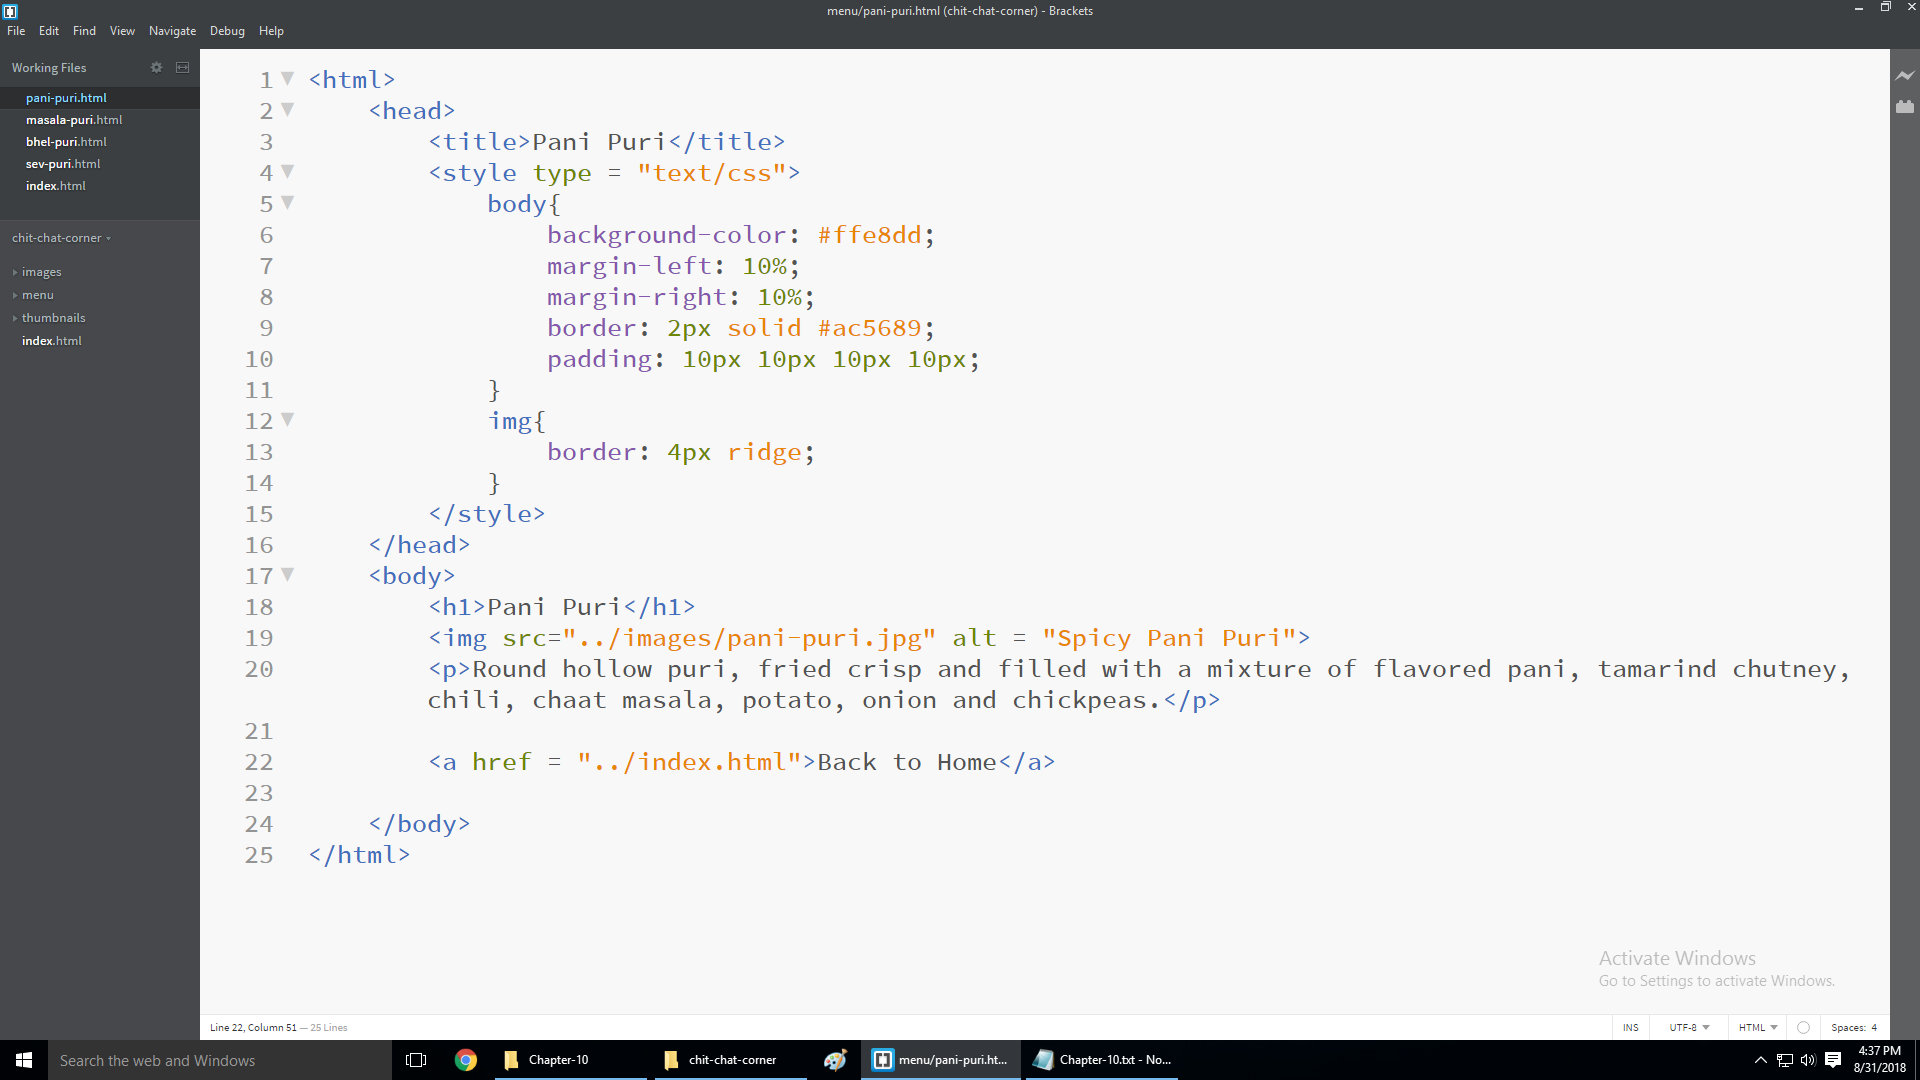 menu/pani-puri.html (chit-chat-corner) - Brackets
File Edit Find View Navigate Debug Help
Working Files
pani-puri.html
masala-puri.html
bhel-puri.html
sev-puri.html
index.html
chit-chat-corner
images
menu
thumbnails
index.html
1 <html>
2 <head>
3 <title>Pani Puri</title>
4 <style type = "text/css">
5 body{
6 background-color: #ffe8dd;
7 margin-left: 10%;
8 margin-right: 10%;
9 border: 2px solid #ac5689;
10 padding: 10px 10px 10px 10px;
11 }
12 img{
13 border: 4px ridge;
14 }
15 </style>
16 </head>
17 <body>
18 <h1>Pani Puri</h1>
19 <img src="../images/pani-puri.jpg" alt = "Spicy Pani Puri">
20 <p>Round hollow puri, fried crisp and filled with a mixture of flavored pani, tamarind chutney,
chili, chaat masala, potato, onion and chickpeas.</p>
21
22 <a href = "../index.html">Back to Home</a>
23
24 </body>
25 </html>
Activate Windows
Go to Settings to activate Windows.
Line 22, Column 51 — 25 Lines
INS UTF-8 HTML Spaces: 4
Search the web and Windows
Chapter-10
chit-chat-corner
menu/pani-puri.ht...
Chapter-10.txt - No...
4:37 PM
8/31/2018